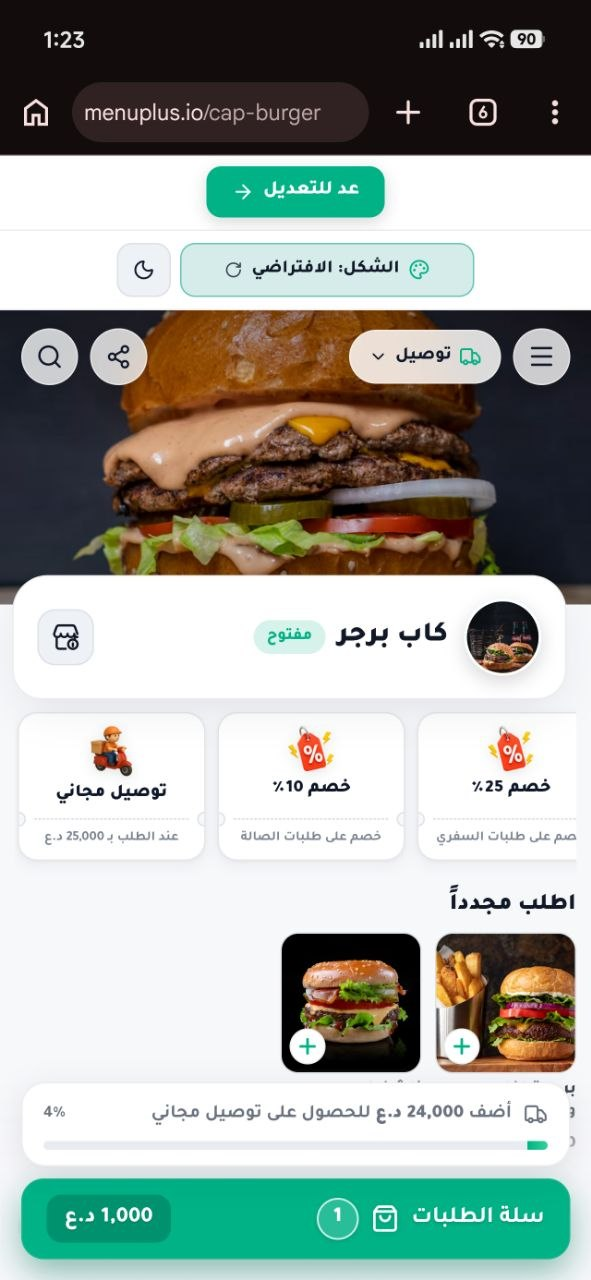 1:23
90
menuplus.io/cap-burger
6
عد للتعديل
الشكل: الافتراضي
توصيل
كاب برجر
مفتوح
خصم 25٪
خصم 10٪
توصيل مجاني
صم على طلبات السفري
خصم على طلبات الصالة
عند الطلب بـ 25,000 د.ع
اطلب مجدداً
أضف 24,000 د.ع للحصول على توصيل مجاني
4%
سلة الطلبات
1
1,000 د.ع